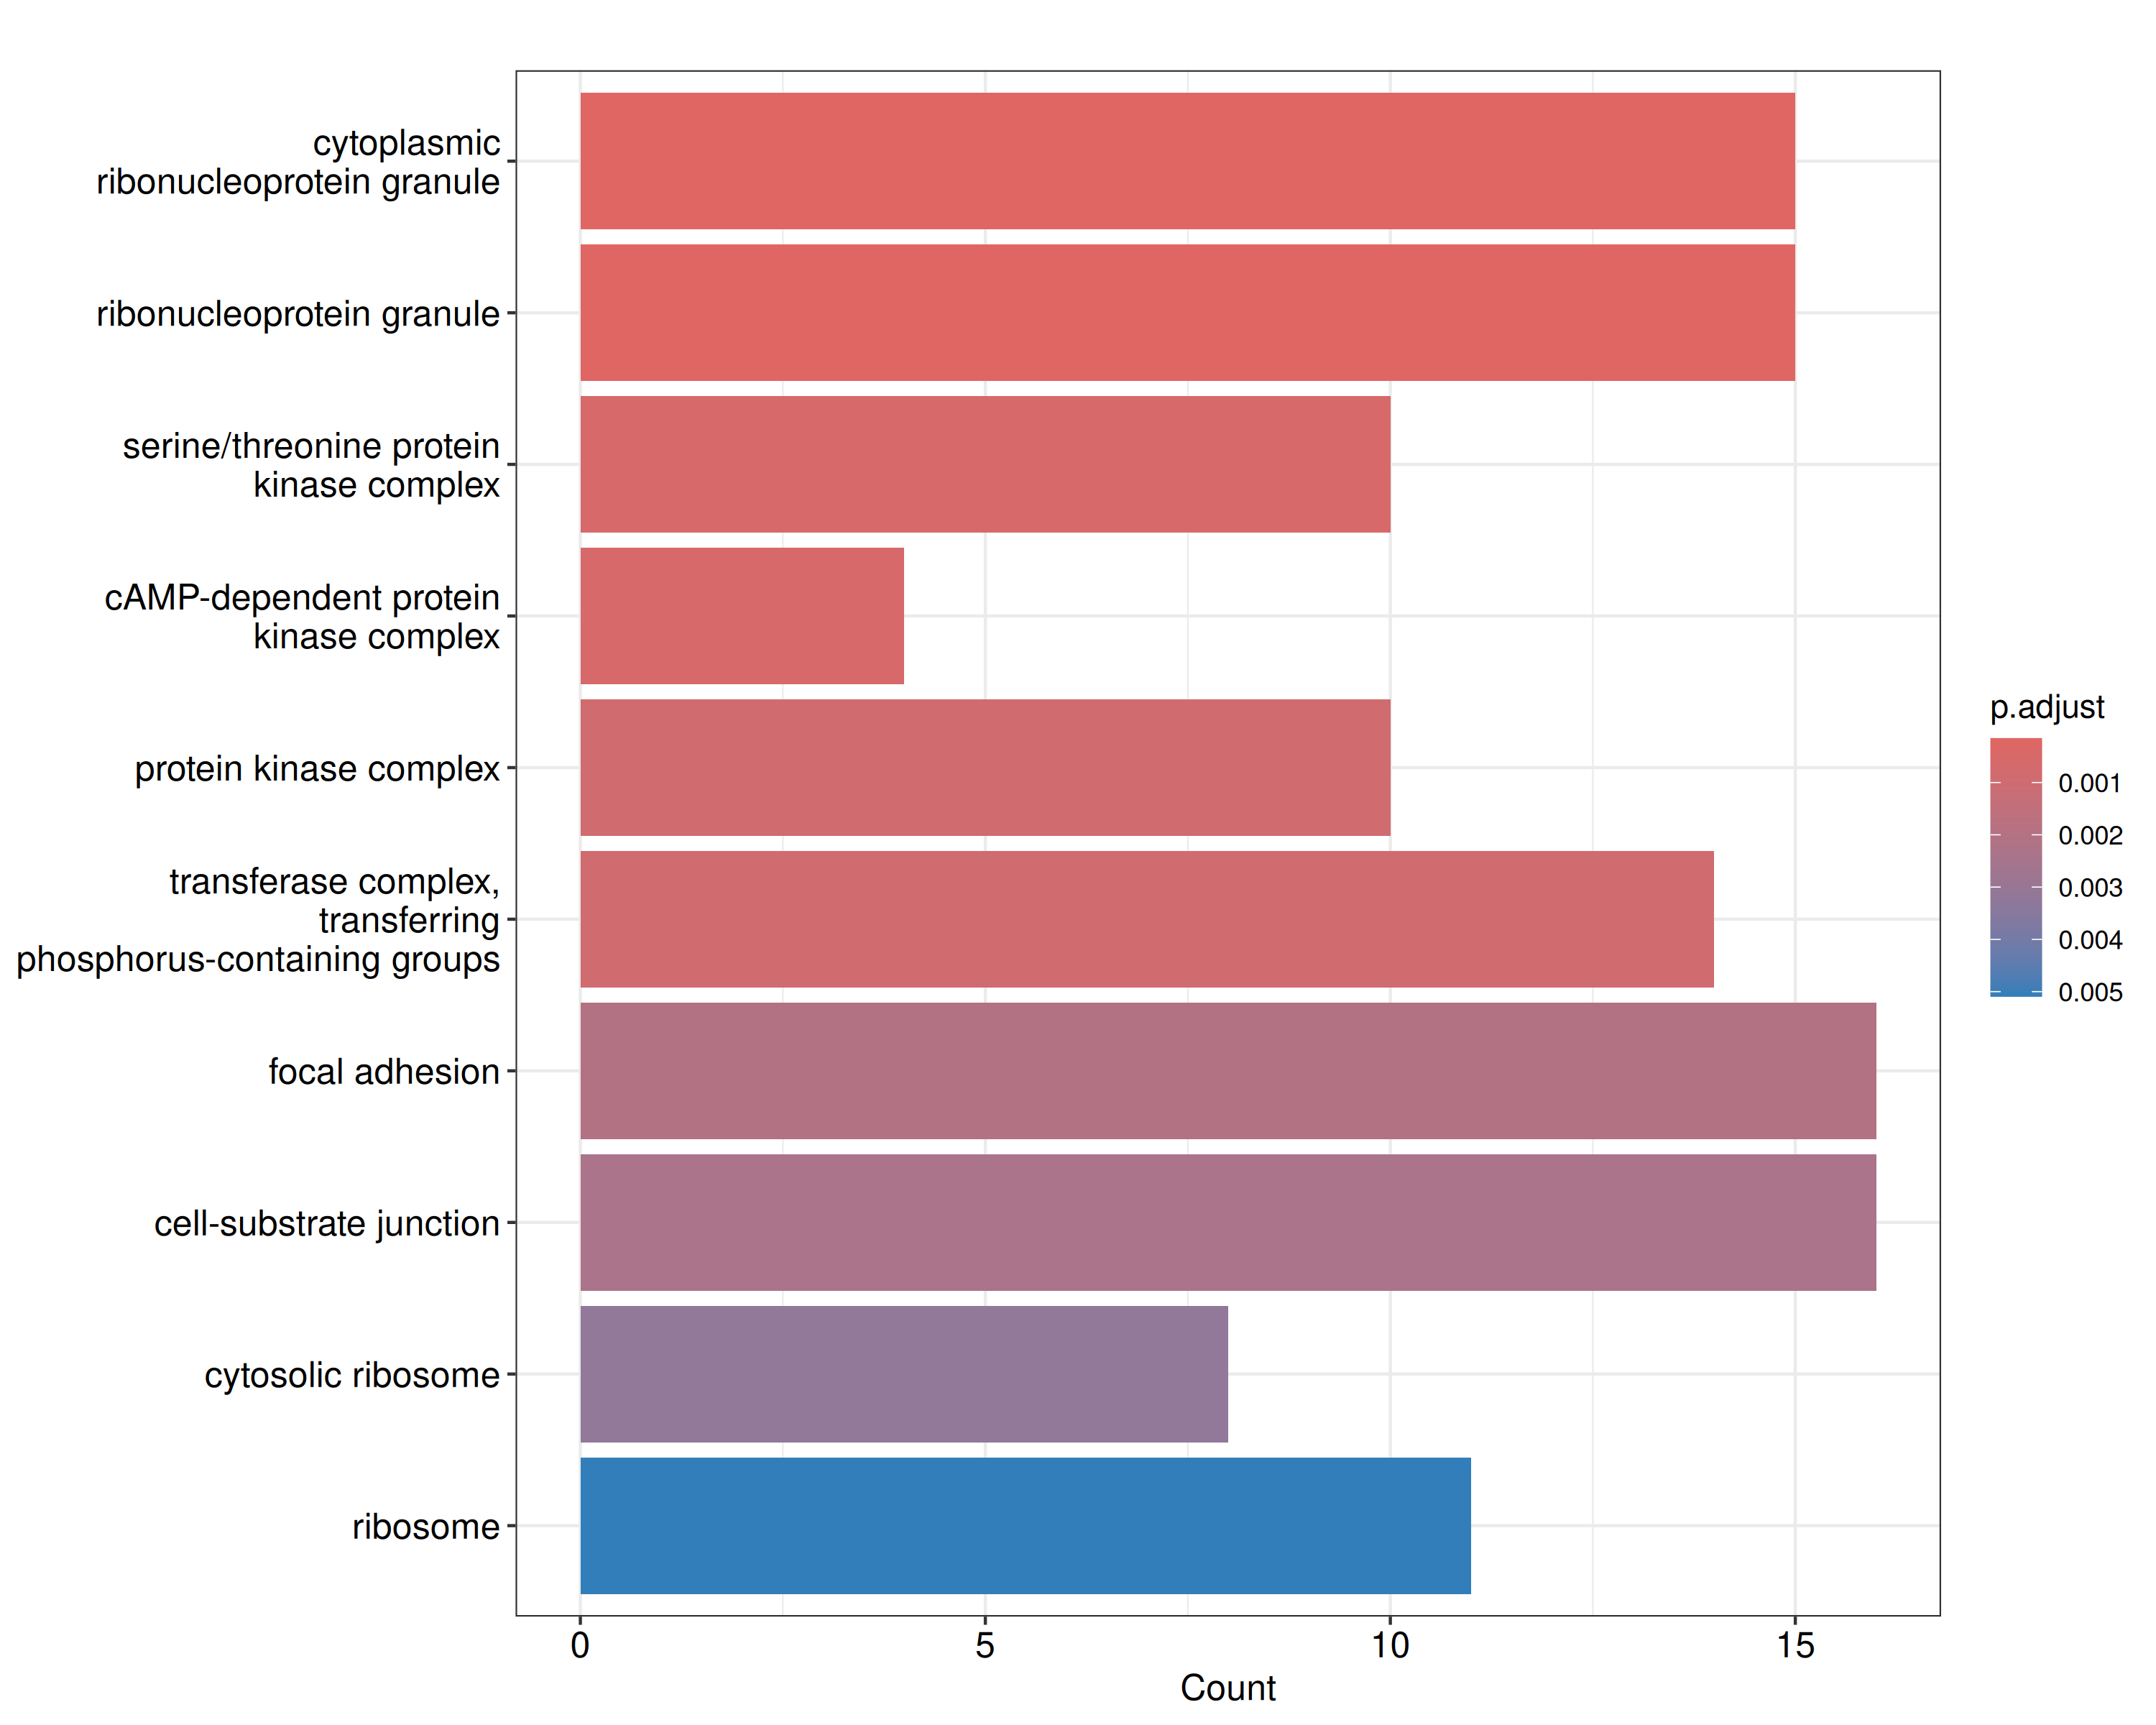 cytoplasmic
ribonucleoprotein granule
ribonucleoprotein granule
serine/threonine protein
kinase complex
cAMP-dependent protein
kinase complex
protein kinase complex
transferase complex,
transferring
phosphorus-containing groups
focal adhesion
cell-substrate junction
cytosolic ribosome
ribosome
0 5 10 15
Count
p.adjust
0.001
0.002
0.003
0.004
0.005